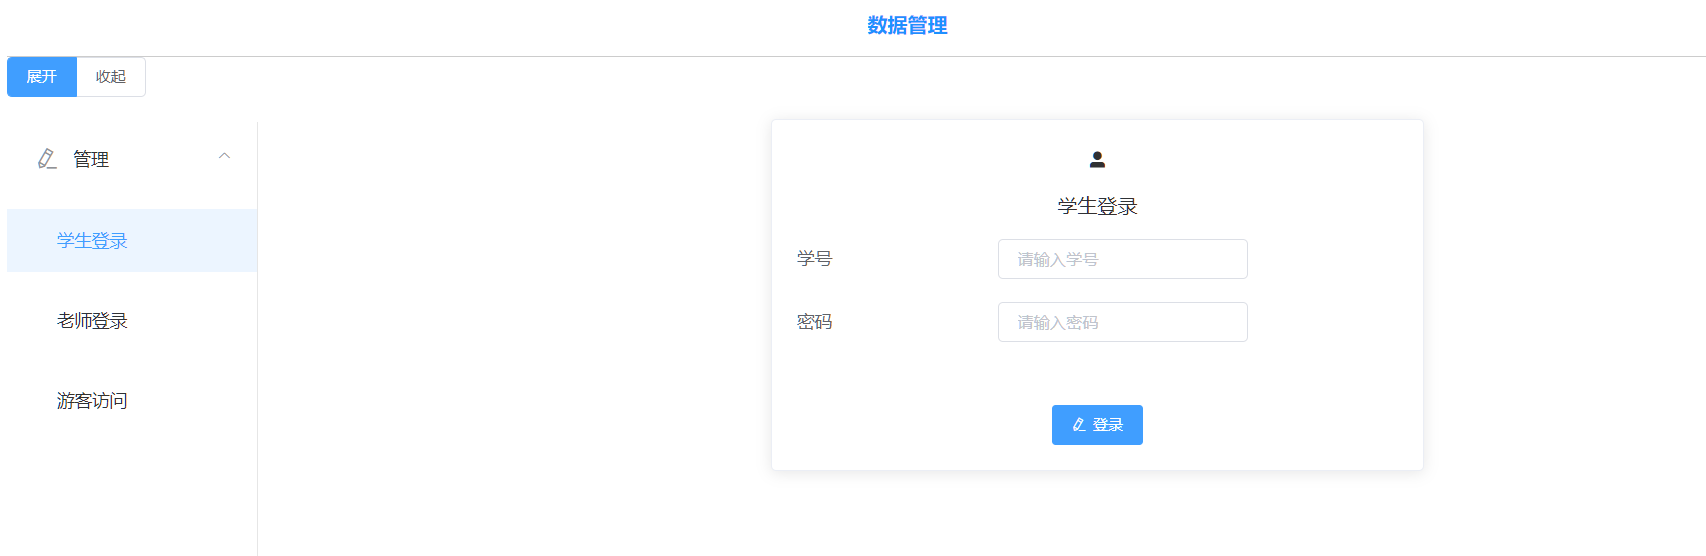 数据管理
展开 收起
管理
学生登录
老师登录
游客访问
学生登录
学号 请输入学号
密码 请输入密码
登录